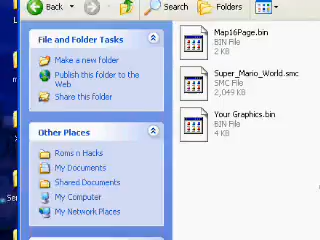 Back Search Folders
File and Folder Tasks
Make a new folder
Publish this folder to the
Web
Share this folder
Other Places
Roms n Hacks
My Documents
Shared Documents
My Computer
My Network Places
Map16Page.bin
BIN File
2 KB
Super_Mario_World.smc
SMC File
2,049 KB
Your Graphics.bin
BIN File
4 KB